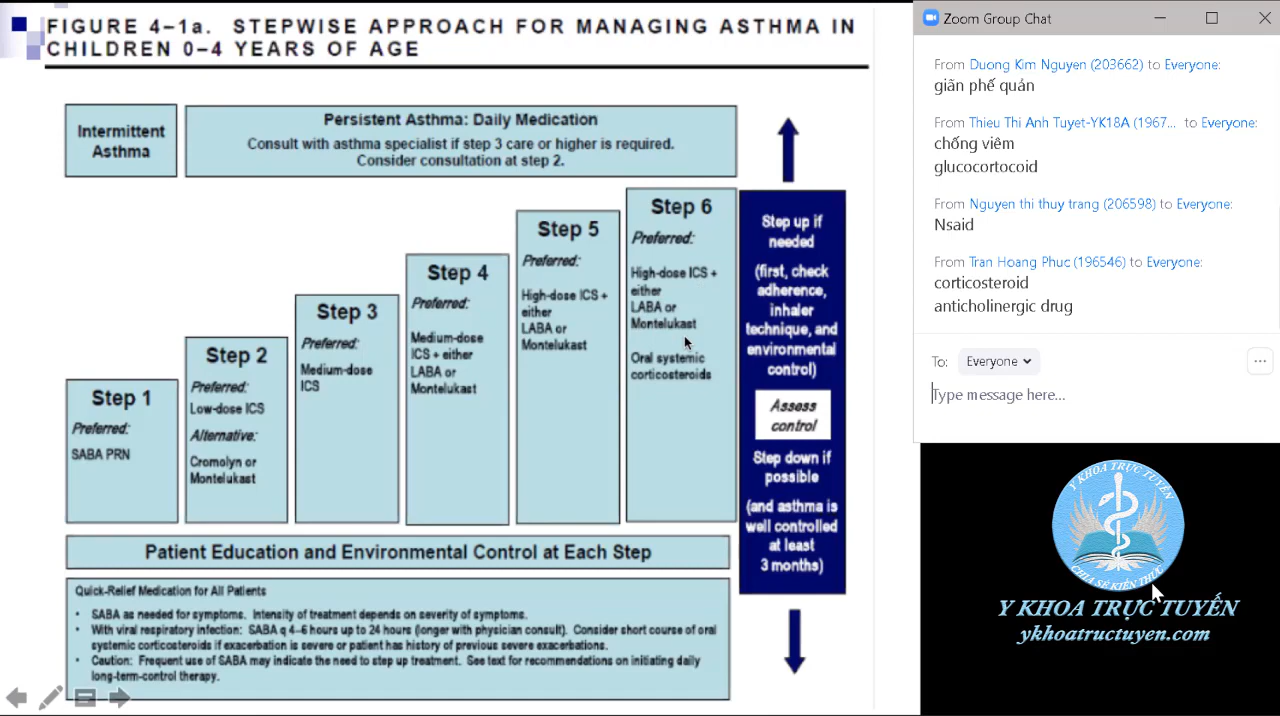 FIGURE 4–1a. STEPWISE APPROACH FOR MANAGING ASTHMA IN
CHILDREN 0–4 YEARS OF AGE
Intermittent
Asthma
Persistent Asthma: Daily Medication
Consult with asthma specialist if step 3 care or higher is required.
Consider consultation at step 2.
Step 1
Preferred:
SABA PRN
Step 2
Preferred:
Low-dose ICS
Alternative:
Cromolyn or
Montelukast
Step 3
Preferred:
Medium-dose
ICS
Step 4
Preferred:
Medium-dose
ICS + either
LABA or
Montelukast
Step 5
Preferred:
High-dose ICS +
either
LABA or
Montelukast
Step 6
Preferred:
High-dose ICS +
either
LABA or
Montelukast
Oral systemic
corticosteroids
Step up if
needed
(first, check
adherence,
inhaler
technique, and
environmental
control)
Assess
control
Step down if
possible
(and asthma is
well controlled
at least
3 months)
Patient Education and Environmental Control at Each Step
Quick-Relief Medication for All Patients
• SABA as needed for symptoms. Intensity of treatment depends on severity of symptoms.
• With viral respiratory infection: SABA q 4–6 hours up to 24 hours (longer with physician consult). Consider short course of oral
systemic corticosteroids if exacerbation is severe or patient has history of previous severe exacerbations.
• Caution: Frequent use of SABA may indicate the need to step up treatment. See text for recommendations on initiating daily
long-term-control therapy.
Zoom Group Chat
From Duong Kim Nguyen (203662) to Everyone:
giãn phế quản
From Thieu Thi Anh Tuyet-YK18A (1967... to Everyone:
chống viêm
glucocortocoid
From Nguyen thi thuy trang (206598) to Everyone:
Nsaid
From Tran Hoang Phuc (196546) to Everyone:
corticosteroid
anticholinergic drug
To: Everyone
Type message here...
Y KHOA TRỰC TUYẾN
CHIA SẺ KIẾN THỨC
Y KHOA TRỰC TUYẾN
ykhoatructuyen.com